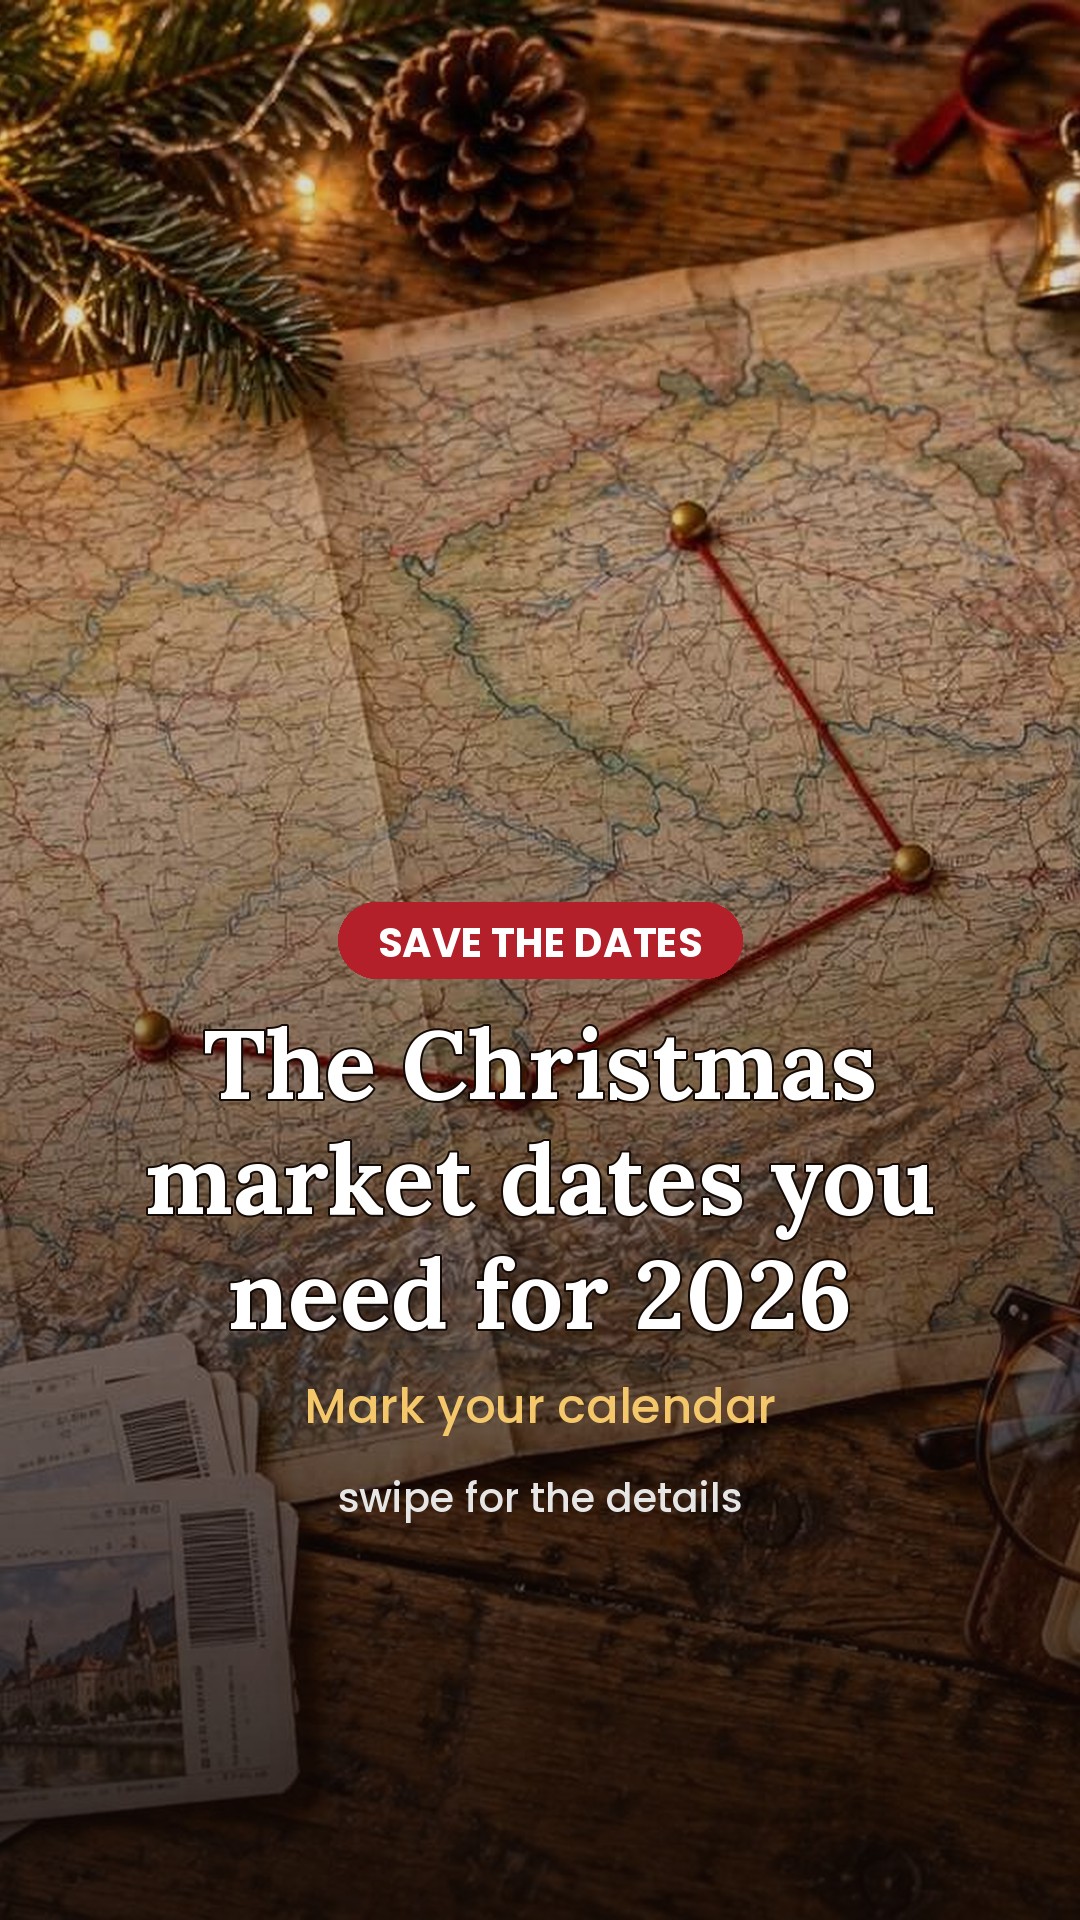 SAVE THE DATES
The Christmas
market dates you
need for 2026
Mark your calendar
swipe for the details